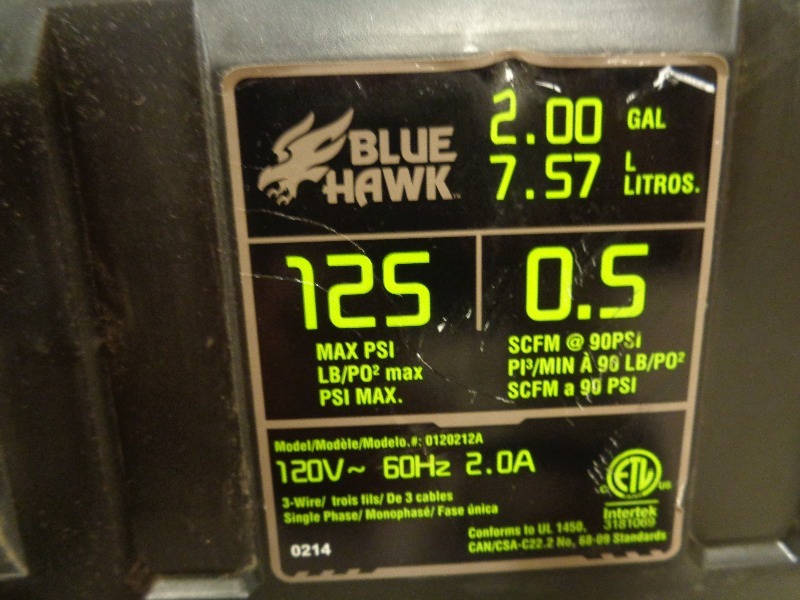 BLUE HAWK™
2.00 GAL
7.57 L
LITROS.
125
MAX PSI
LB/PO² max
PSI MAX.
0.5
SCFM @ 90PSI
PI³/MIN À 90 LB/PO²
SCFM a 90 PSI
Model/Modèle/Modelo.#: 0120212A
120V~ 60Hz 2.0A
3-Wire/ trois fils/ De 3 cables
Single Phase/ Monophasé/ Fase única
0214
C ETL US
Intertek
3181069
Conforms to UL 1450,
CAN/CSA-C22.2 No, 68-09 Standards